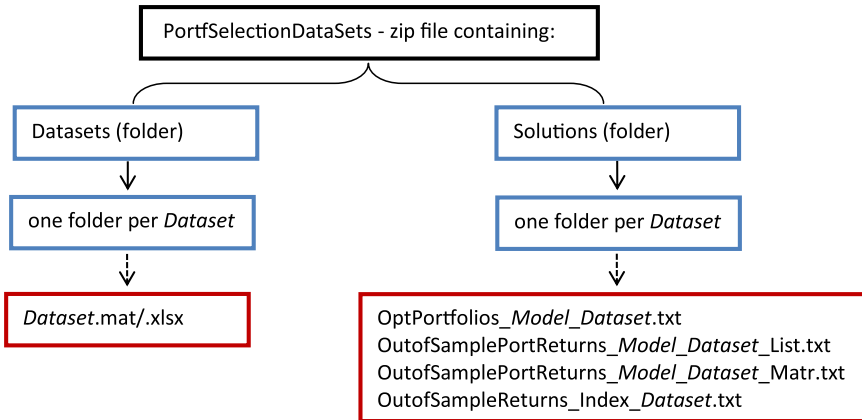 PortfSelectionDataSets - zip file containing:
Datasets (folder)
Solutions (folder)
one folder per Dataset
one folder per Dataset
Dataset.mat/.xlsx
OptPortfolios_Model_Dataset.txt
OutofSamplePortReturns_Model_Dataset_List.txt
OutofSamplePortReturns_Model_Dataset_Matr.txt
OutofSampleReturns_Index_Dataset.txt